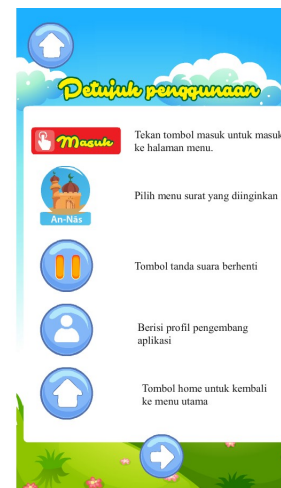 Petujuk penggunaan
Masuk
Tekan tombol masuk untuk masuk
ke halaman menu.
An-Nās
Pilih menu surat yang diinginkan
Tombol tanda suara berhenti
Berisi profil pengembang
aplikasi
Tombol home untuk kembali
ke menu utama